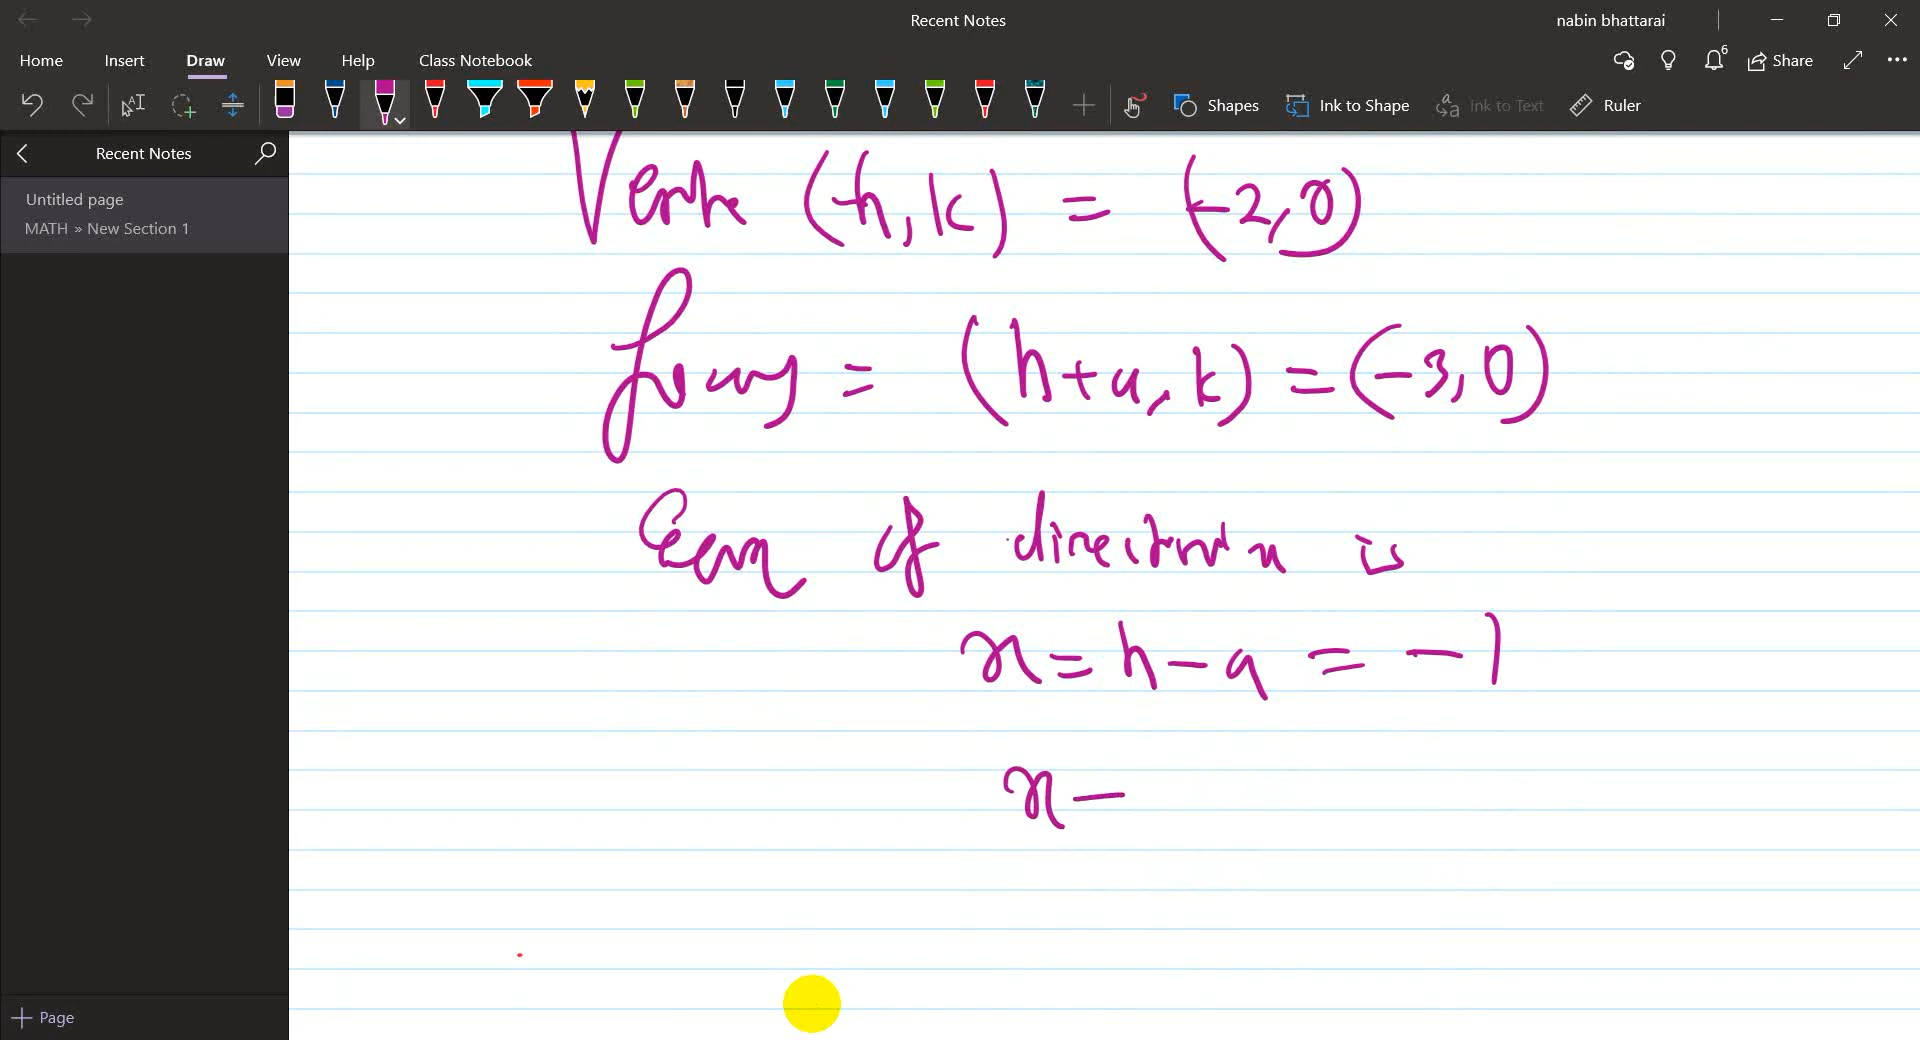 Recent Notes
nabin bhattarai
Home Insert Draw View Help Class Notebook
6
Share
Shapes
Ink to Shape
Ink to Text
Ruler
Recent Notes
Untitled page
MATH » New Section 1
(h, k) = (-2, 0)
focus = (h+a, k) = (-3, 0)
of directrix is
x = h - a = -1
x -
Page